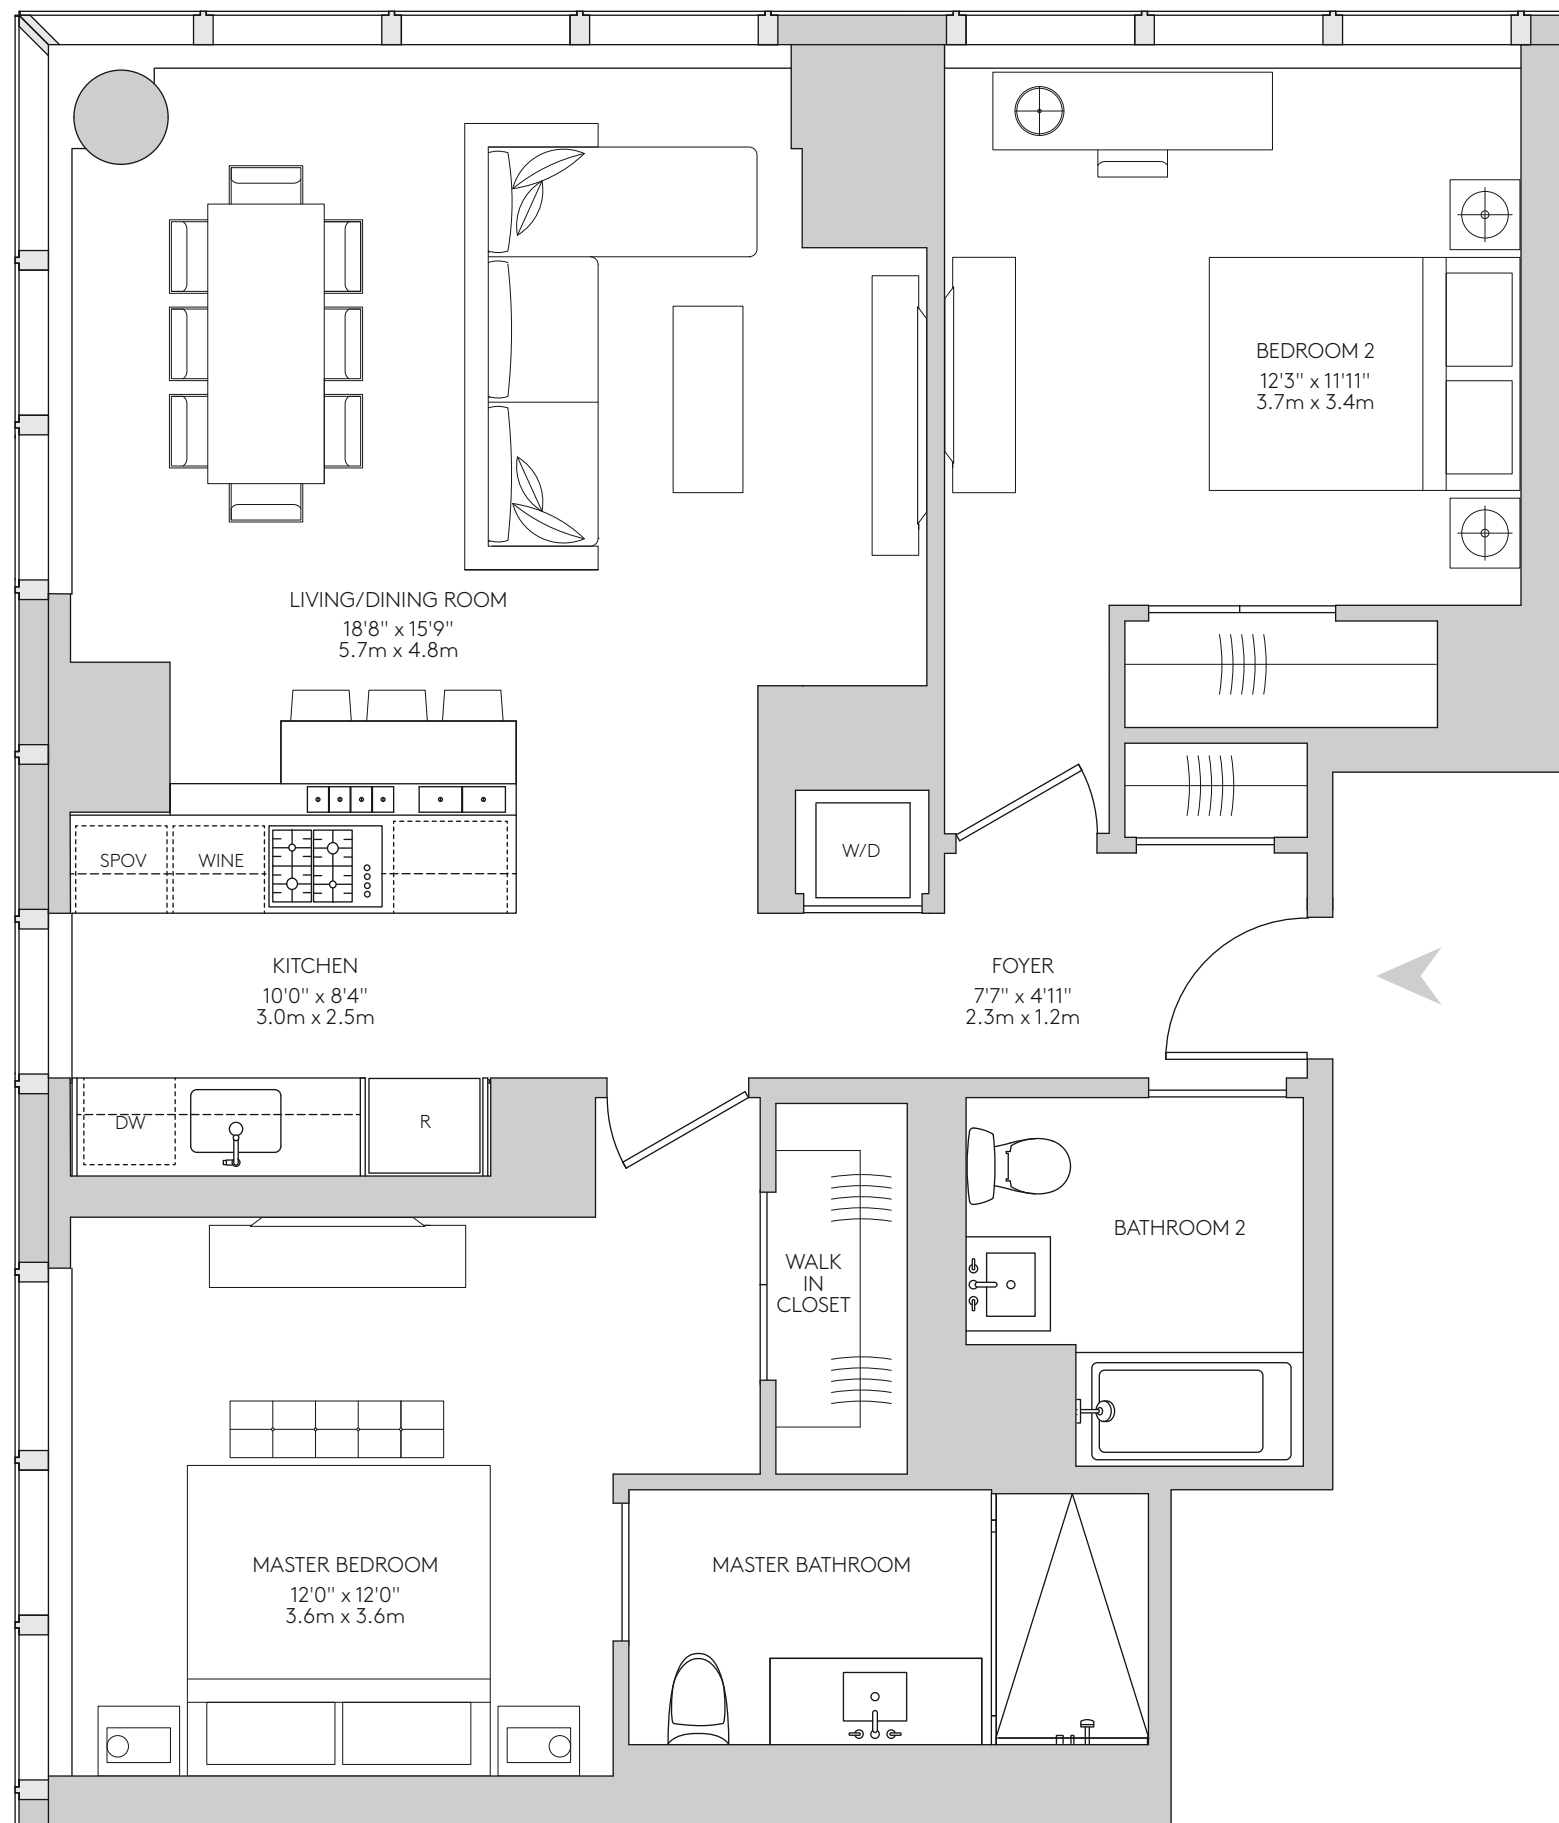 BEDROOM 2
12'3" x 11'11"
3.7m x 3.4m
LIVING/DINING ROOM
18'8" x 15'9"
5.7m x 4.8m
SPOV
WINE
W/D
KITCHEN
10'0" x 8'4"
3.0m x 2.5m
FOYER
7'7" x 4'11"
2.3m x 1.2m
DW
R
BATHROOM 2
WALK
IN
CLOSET
MASTER BEDROOM
12'0" x 12'0"
3.6m x 3.6m
MASTER BATHROOM